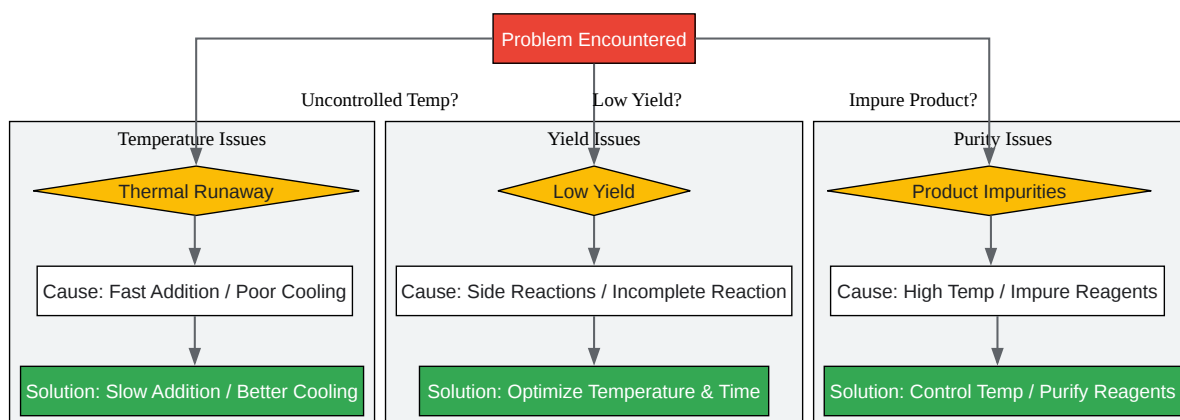 Problem Encountered
Uncontrolled Temp?
Low Yield?
Impure Product?
Temperature Issues
Yield Issues
Purity Issues
Thermal Runaway
Low Yield
Product Impurities
Cause: Fast Addition / Poor Cooling
Cause: Side Reactions / Incomplete Reaction
Cause: High Temp / Impure Reagents
Solution: Slow Addition / Better Cooling
Solution: Optimize Temperature & Time
Solution: Control Temp / Purify Reagents